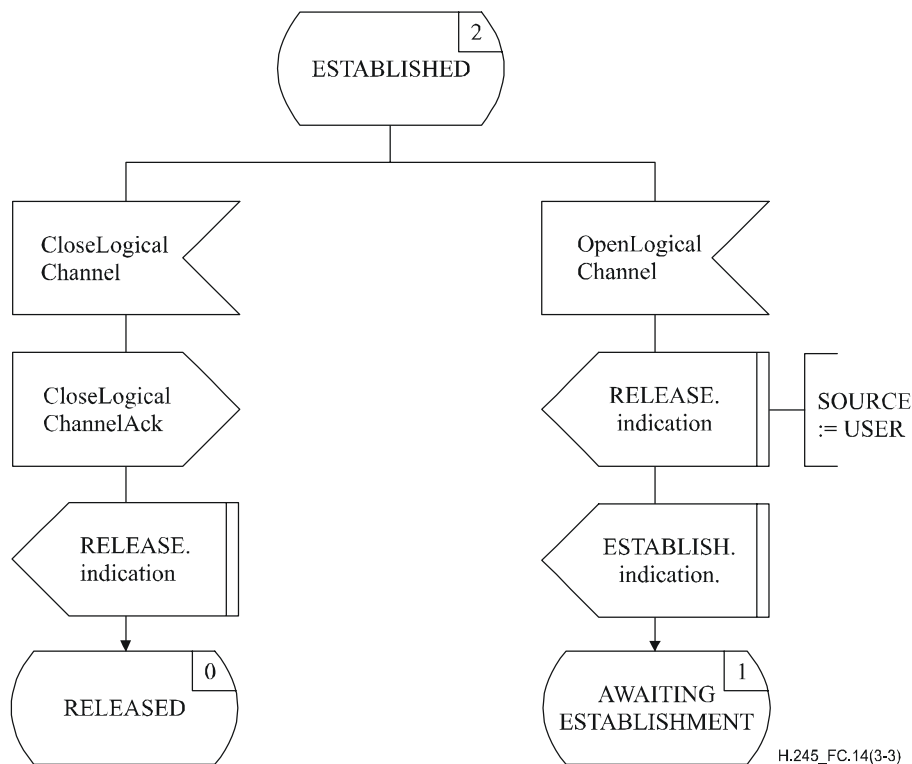 2
ESTABLISHED
CloseLogical
Channel
OpenLogical
Channel
CloseLogical
ChannelAck
RELEASE.
indication
SOURCE
:= USER
RELEASE.
indication
ESTABLISH.
indication.
0
RELEASED
1
AWAITING
ESTABLISHMENT
H.245_FC.14(3-3)